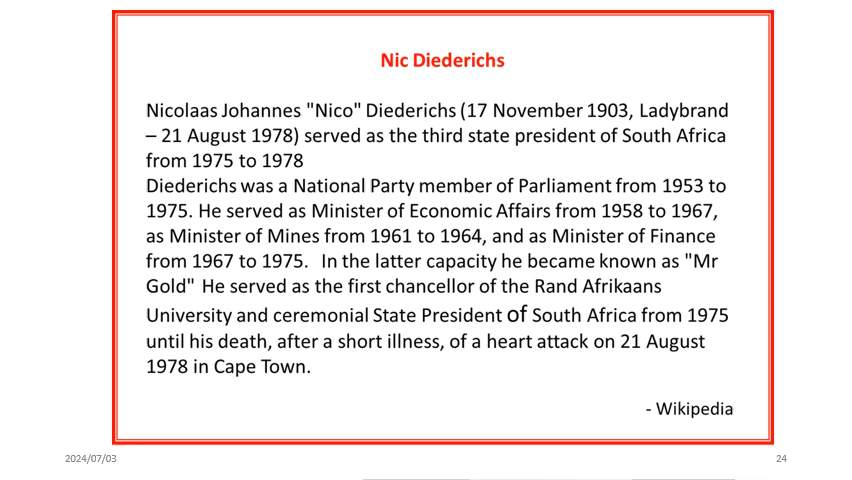 Nic Diederichs
Nicolaas Johannes "Nico" Diederichs (17 November 1903, Ladybrand
– 21 August 1978) served as the third state president of South Africa
from 1975 to 1978
Diederichs was a National Party member of Parliament from 1953 to
1975. He served as Minister of Economic Affairs from 1958 to 1967,
as Minister of Mines from 1961 to 1964, and as Minister of Finance
from 1967 to 1975.   In the latter capacity he became known as "Mr
Gold"  He served as the first chancellor of the Rand Afrikaans
University and ceremonial State President of South Africa from 1975
until his death, after a short illness, of a heart attack on 21 August
1978 in Cape Town.
- Wikipedia
2024/07/03
24